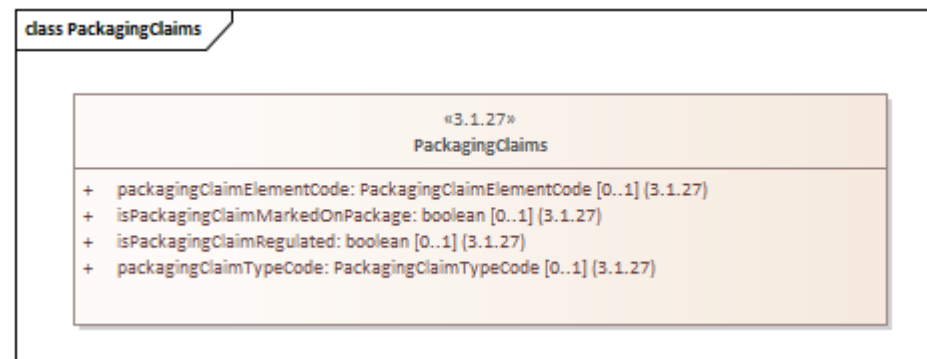 class PackagingClaims
«3.1.27»
PackagingClaims
+ packagingClaimElementCode: PackagingClaimElementCode [0..1] (3.1.27)
+ isPackagingClaimMarkedOnPackage: boolean [0..1] (3.1.27)
+ isPackagingClaimRegulated: boolean [0..1] (3.1.27)
+ packagingClaimTypeCode: PackagingClaimTypeCode [0..1] (3.1.27)